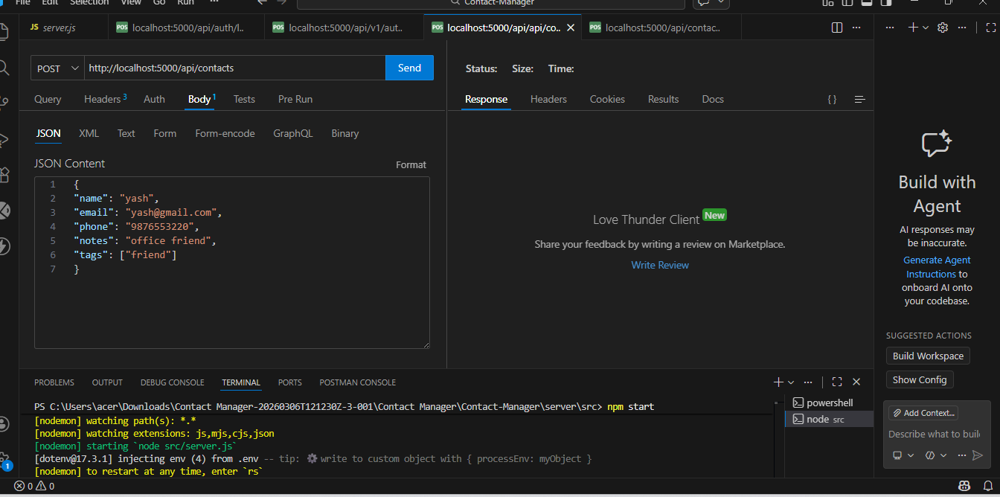 File Edit Selection View Go Run ··· Contact-Manager
JS server.js
POS localhost:5000/api/auth/l..
POS localhost:5000/api/v1/aut..
POS localhost:5000/api/api/co..
POS localhost:5000/api/contac..
POST http://localhost:5000/api/contacts Send
Status: Size: Time:
Query Headers 3 Auth Body 1 Tests Pre Run
Response Headers Cookies Results Docs { }
JSON XML Text Form Form-encode GraphQL Binary
JSON Content Format
1 {
2 "name": "yash",
3 "email": "yash@gmail.com",
4 "phone": "9876553220",
5 "notes": "office friend",
6 "tags": ["friend"]
7 }
Love Thunder Client New
Share your feedback by writing a review on Marketplace.
Write Review
Build with
Agent
AI responses may
be inaccurate.
Generate Agent
Instructions to
onboard AI onto
your codebase.
SUGGESTED ACTIONS
Build Workspace
Show Config
Add Context...
Describe what to buil
PROBLEMS OUTPUT DEBUG CONSOLE TERMINAL PORTS POSTMAN CONSOLE
PS C:\Users\acer\Downloads\Contact Manager-20260306T121230Z-3-001\Contact Manager\Contact-Manager\server\src> npm start
[nodemon] watching path(s): *.*
[nodemon] watching extensions: js,mjs,cjs,json
[nodemon] starting `node src/server.js`
[dotenv@17.3.1] injecting env (4) from .env -- tip: ⚙️ write to custom object with { processEnv: myObject }
[nodemon] to restart at any time, enter `rs`
powershell
node src
1
0 0